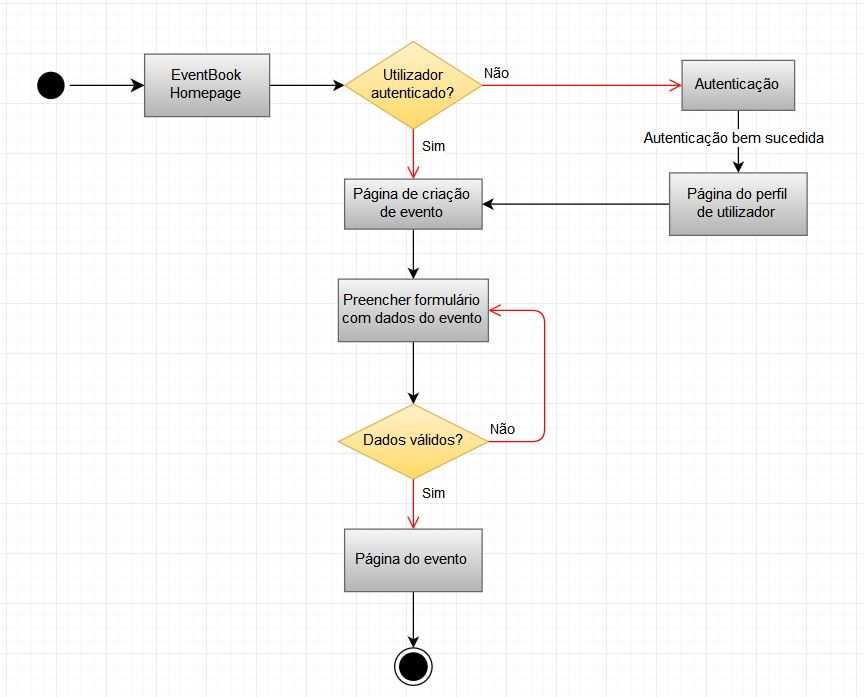 EventBook
Homepage
Utilizador
autenticado?
Não
Autenticação
Sim
Autenticação bem sucedida
Página de criação
de evento
Página do perfil
de utilizador
Preencher formulário
com dados do evento
Dados válidos?
Não
Sim
Página do evento